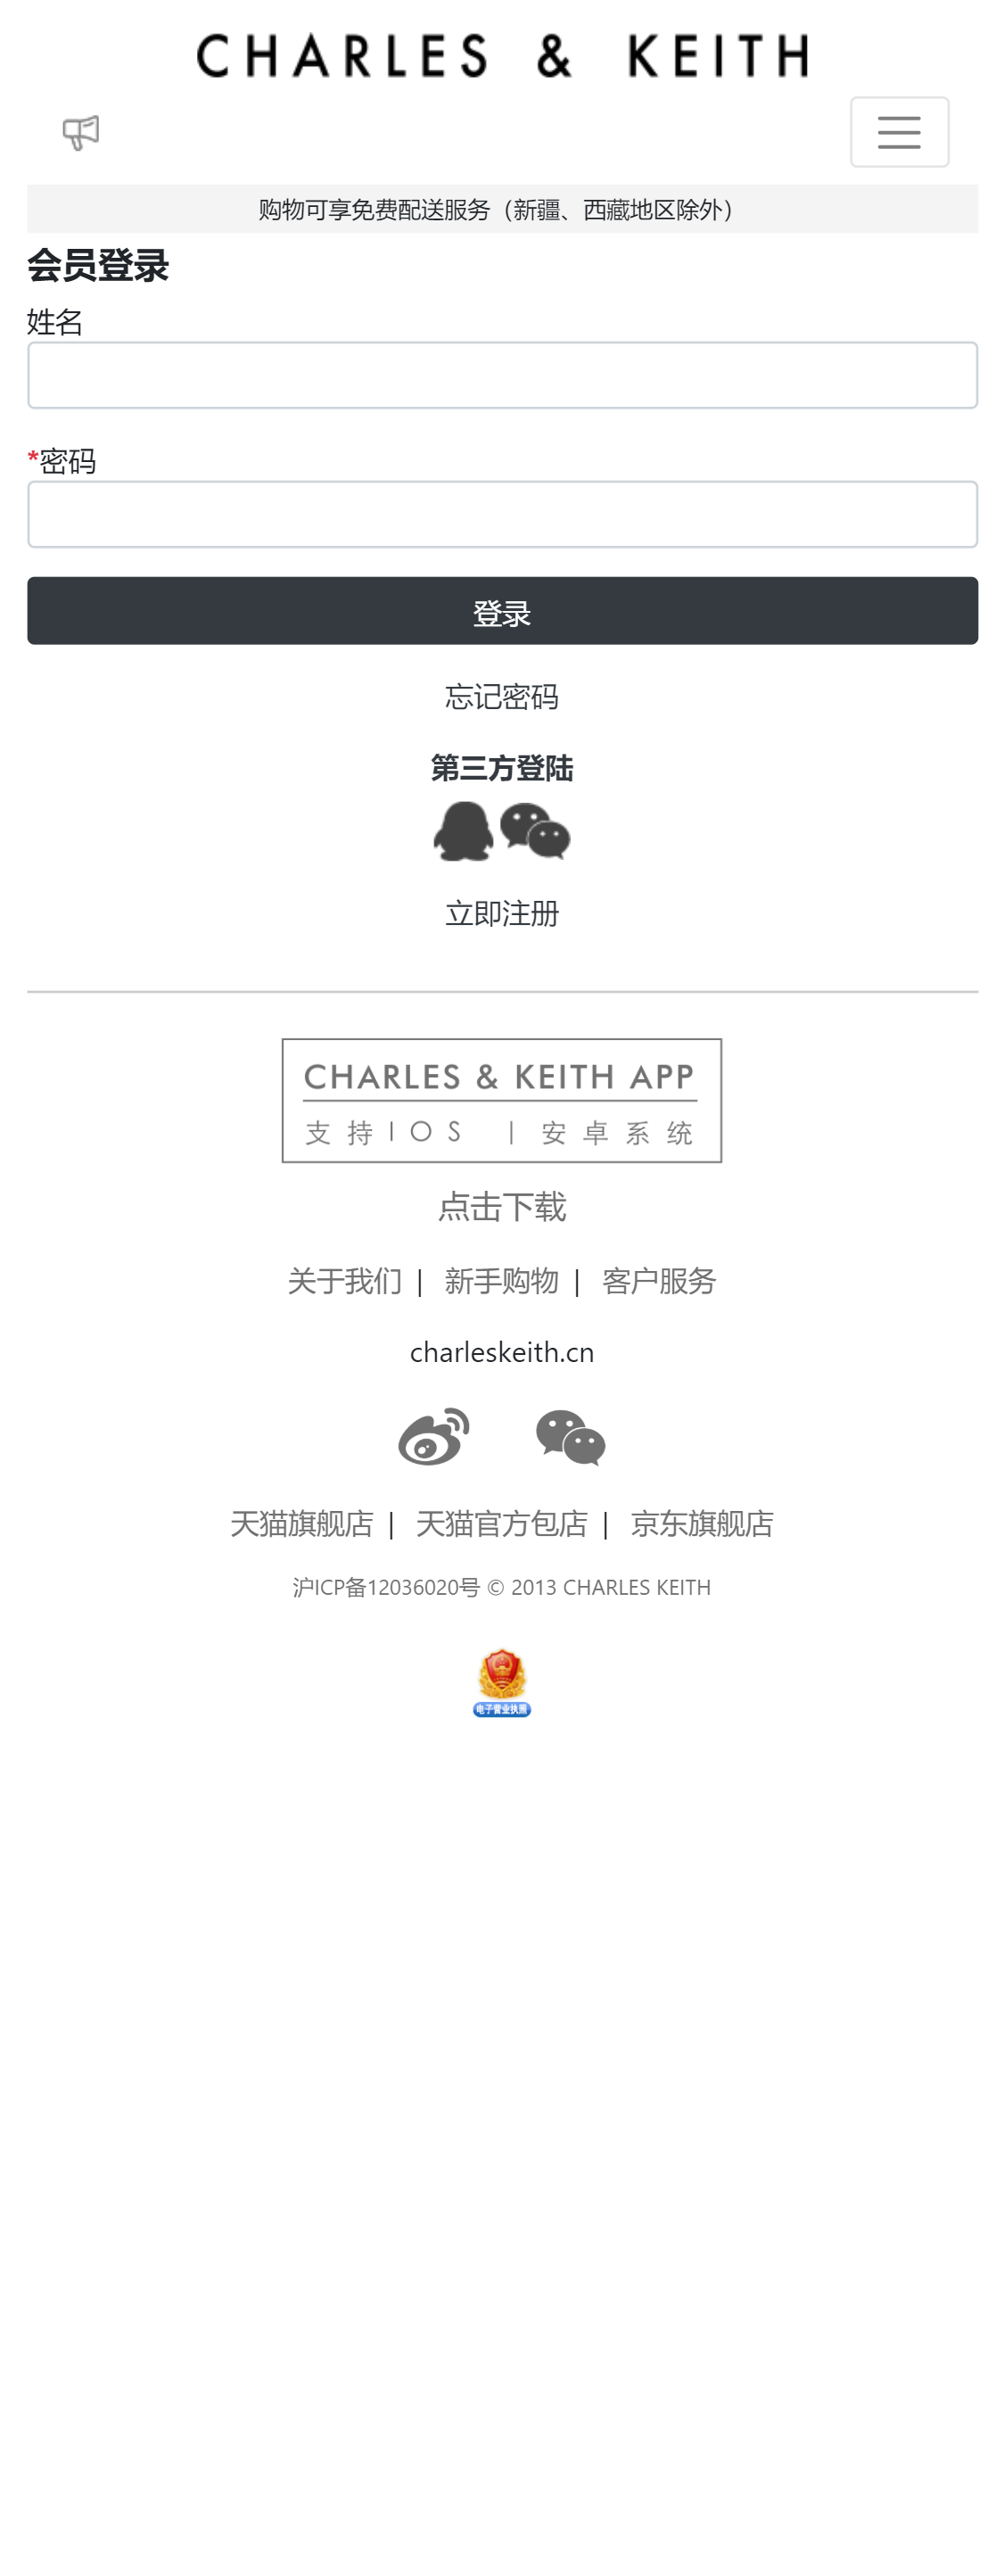 CHARLES & KEITH
购物可享免费配送服务（新疆、西藏地区除外）
会员登录
姓名
*密码
登录
忘记密码
第三方登陆
立即注册
CHARLES & KEITH APP
支持IOS | 安卓系统
点击下载
关于我们 | 新手购物 | 客户服务
charleskeith.cn
天猫旗舰店 | 天猫官方包店 | 京东旗舰店
沪ICP备12036020号 © 2013 CHARLES KEITH
电子营业执照